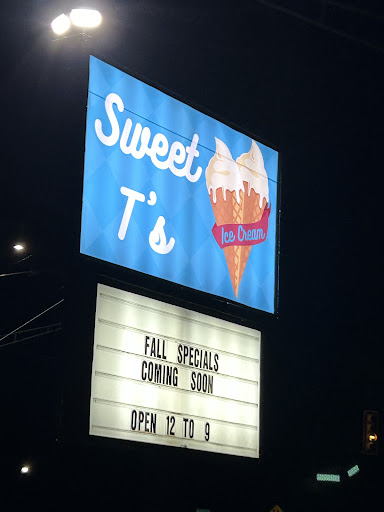 Sweet
T's
Ice Cream
FALL SPECIALS
COMING SOON
OPEN 12 TO 9